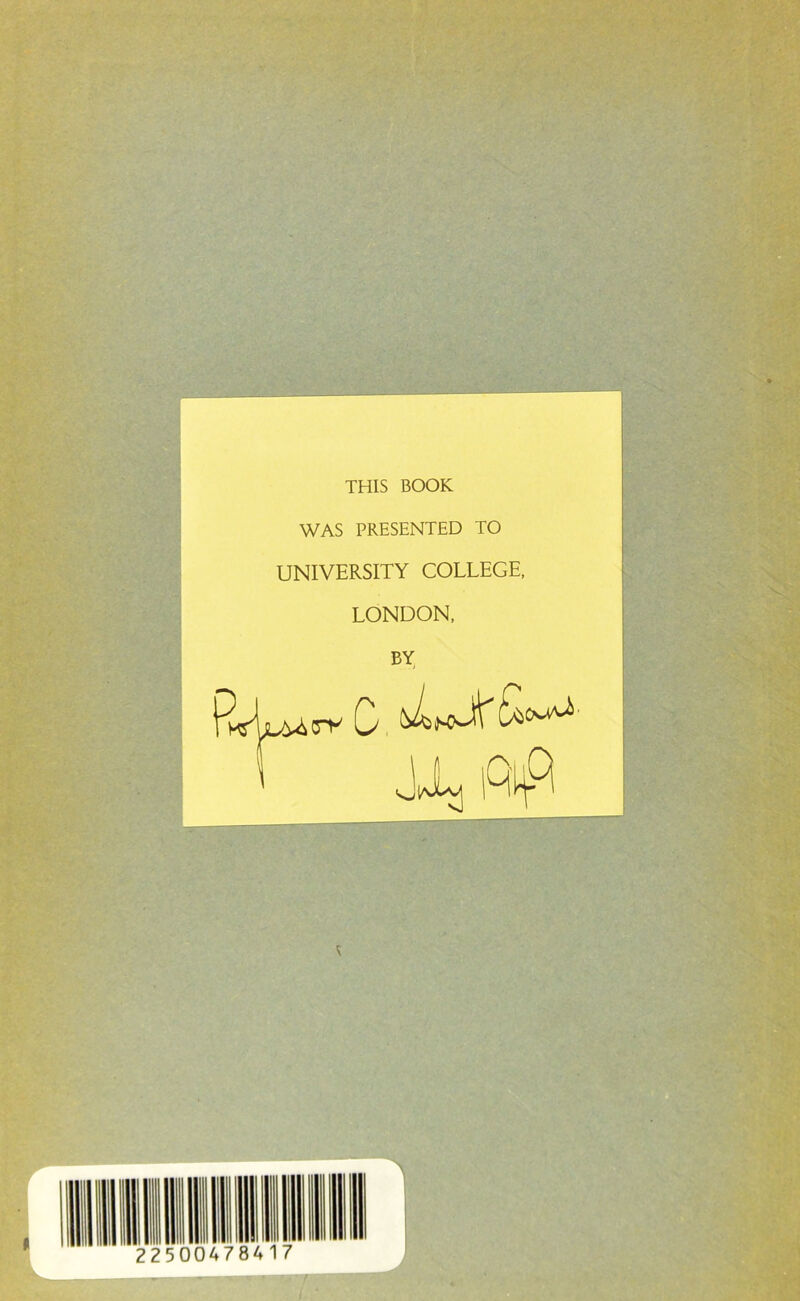 THIS BOOK
WAS PRESENTED TO
UNIVERSITY COLLEGE,
LONDON,
BY
Professor C. Lovatt Evans.
July 1949
22500478417